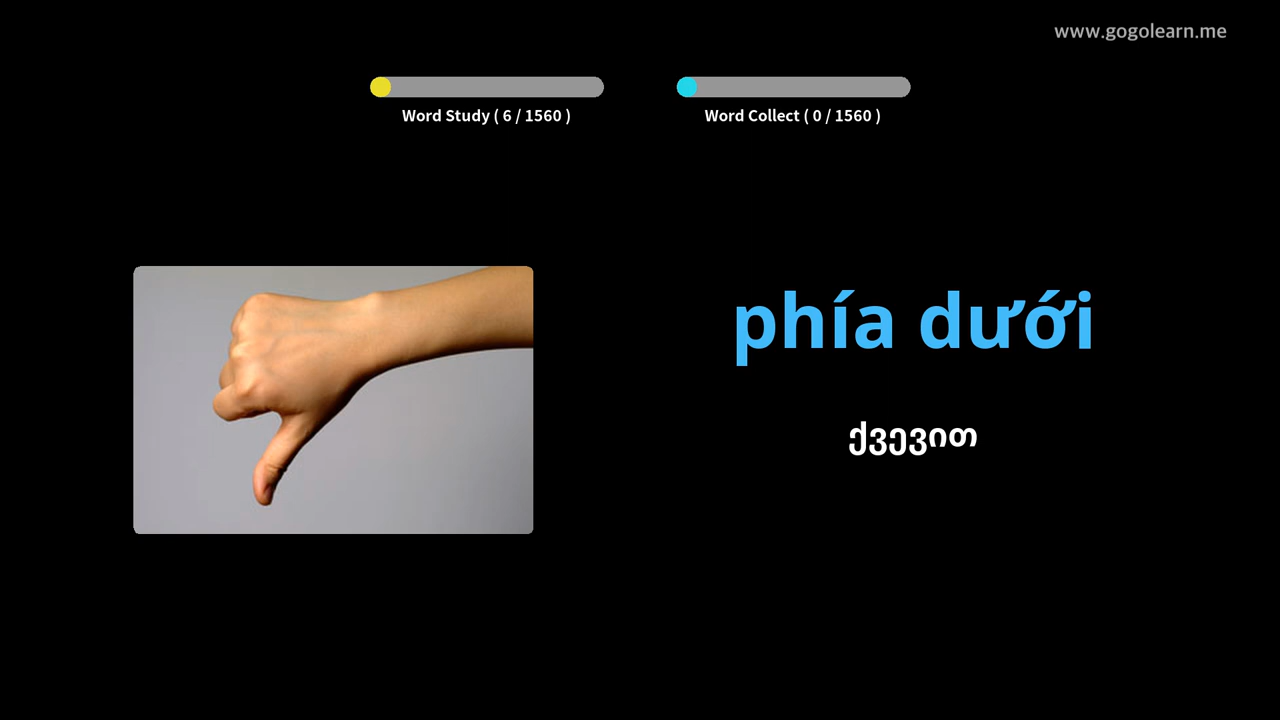 www.gogolearn.me
Word Study ( 6 / 1560 )
Word Collect ( 0 / 1560 )
phía dưới
ქვევით